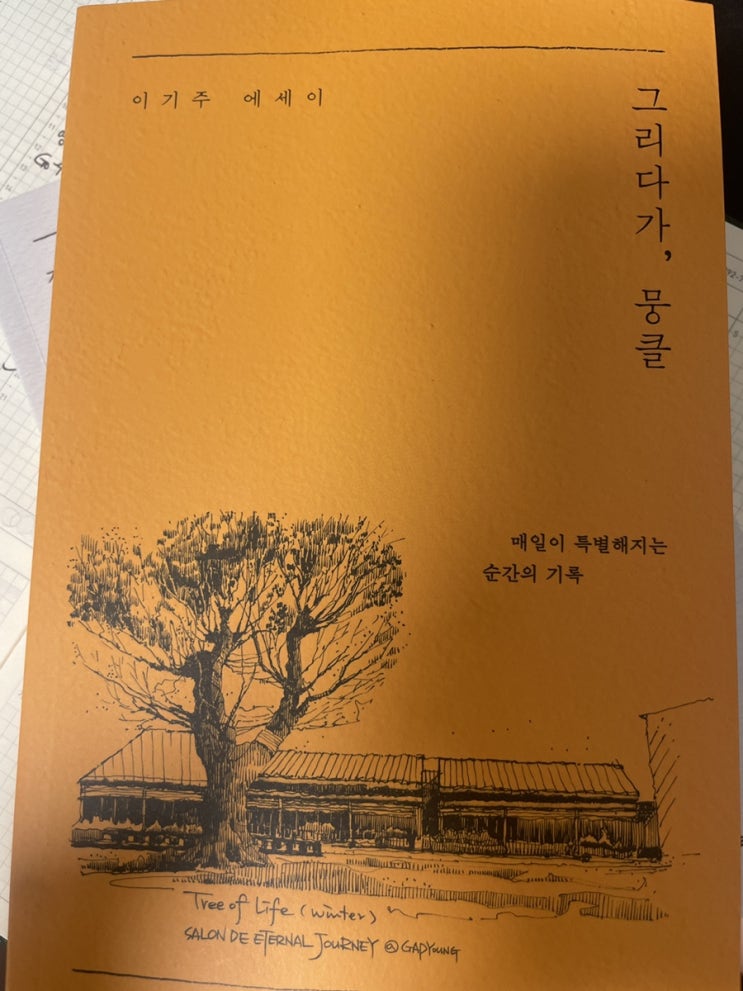 이기주 에세이
그리다가, 뭉클
매일이 특별해지는
순간의 기록
Tree of Life (winter)
SALON DE ETERNAL JOURNEY @ GAPYOUNG